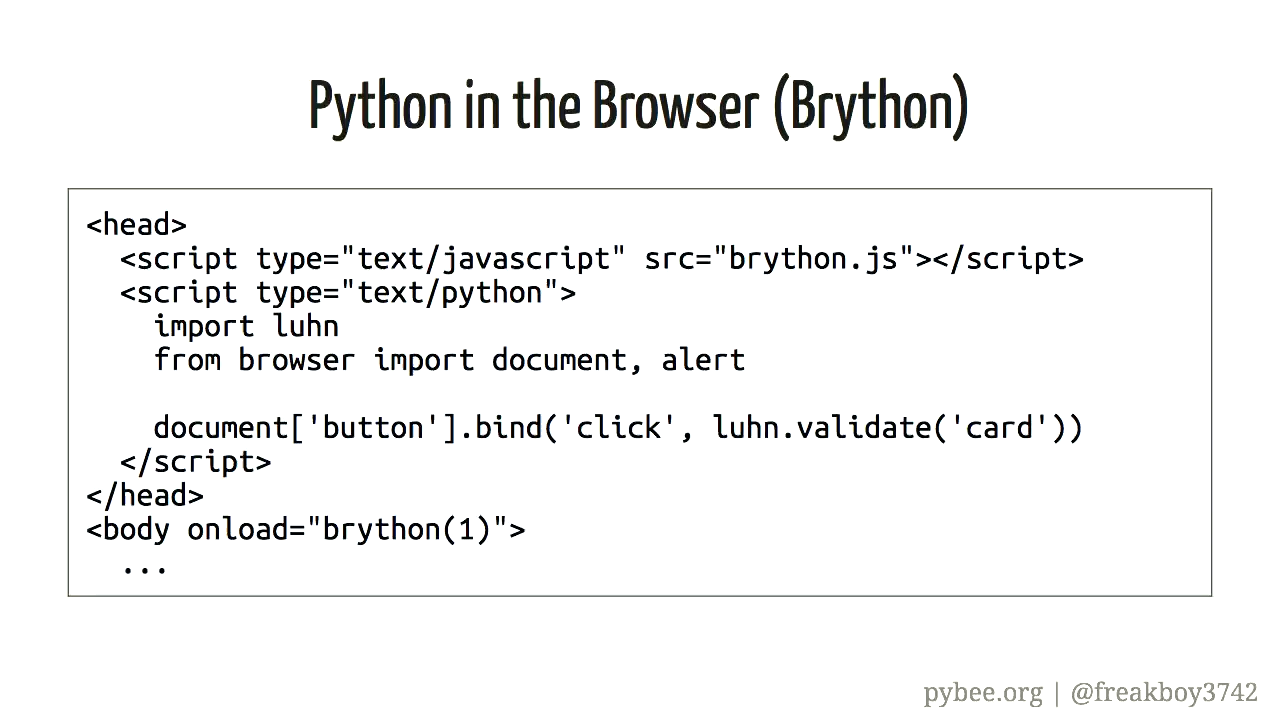 Python in the Browser (Brython)
<head>
  <script type="text/javascript" src="brython.js"></script>
  <script type="text/python">
    import luhn
    from browser import document, alert

    document['button'].bind('click', luhn.validate('card'))
  </script>
</head>
<body onload="brython(1)">
  ...
pybee.org | @freakboy3742